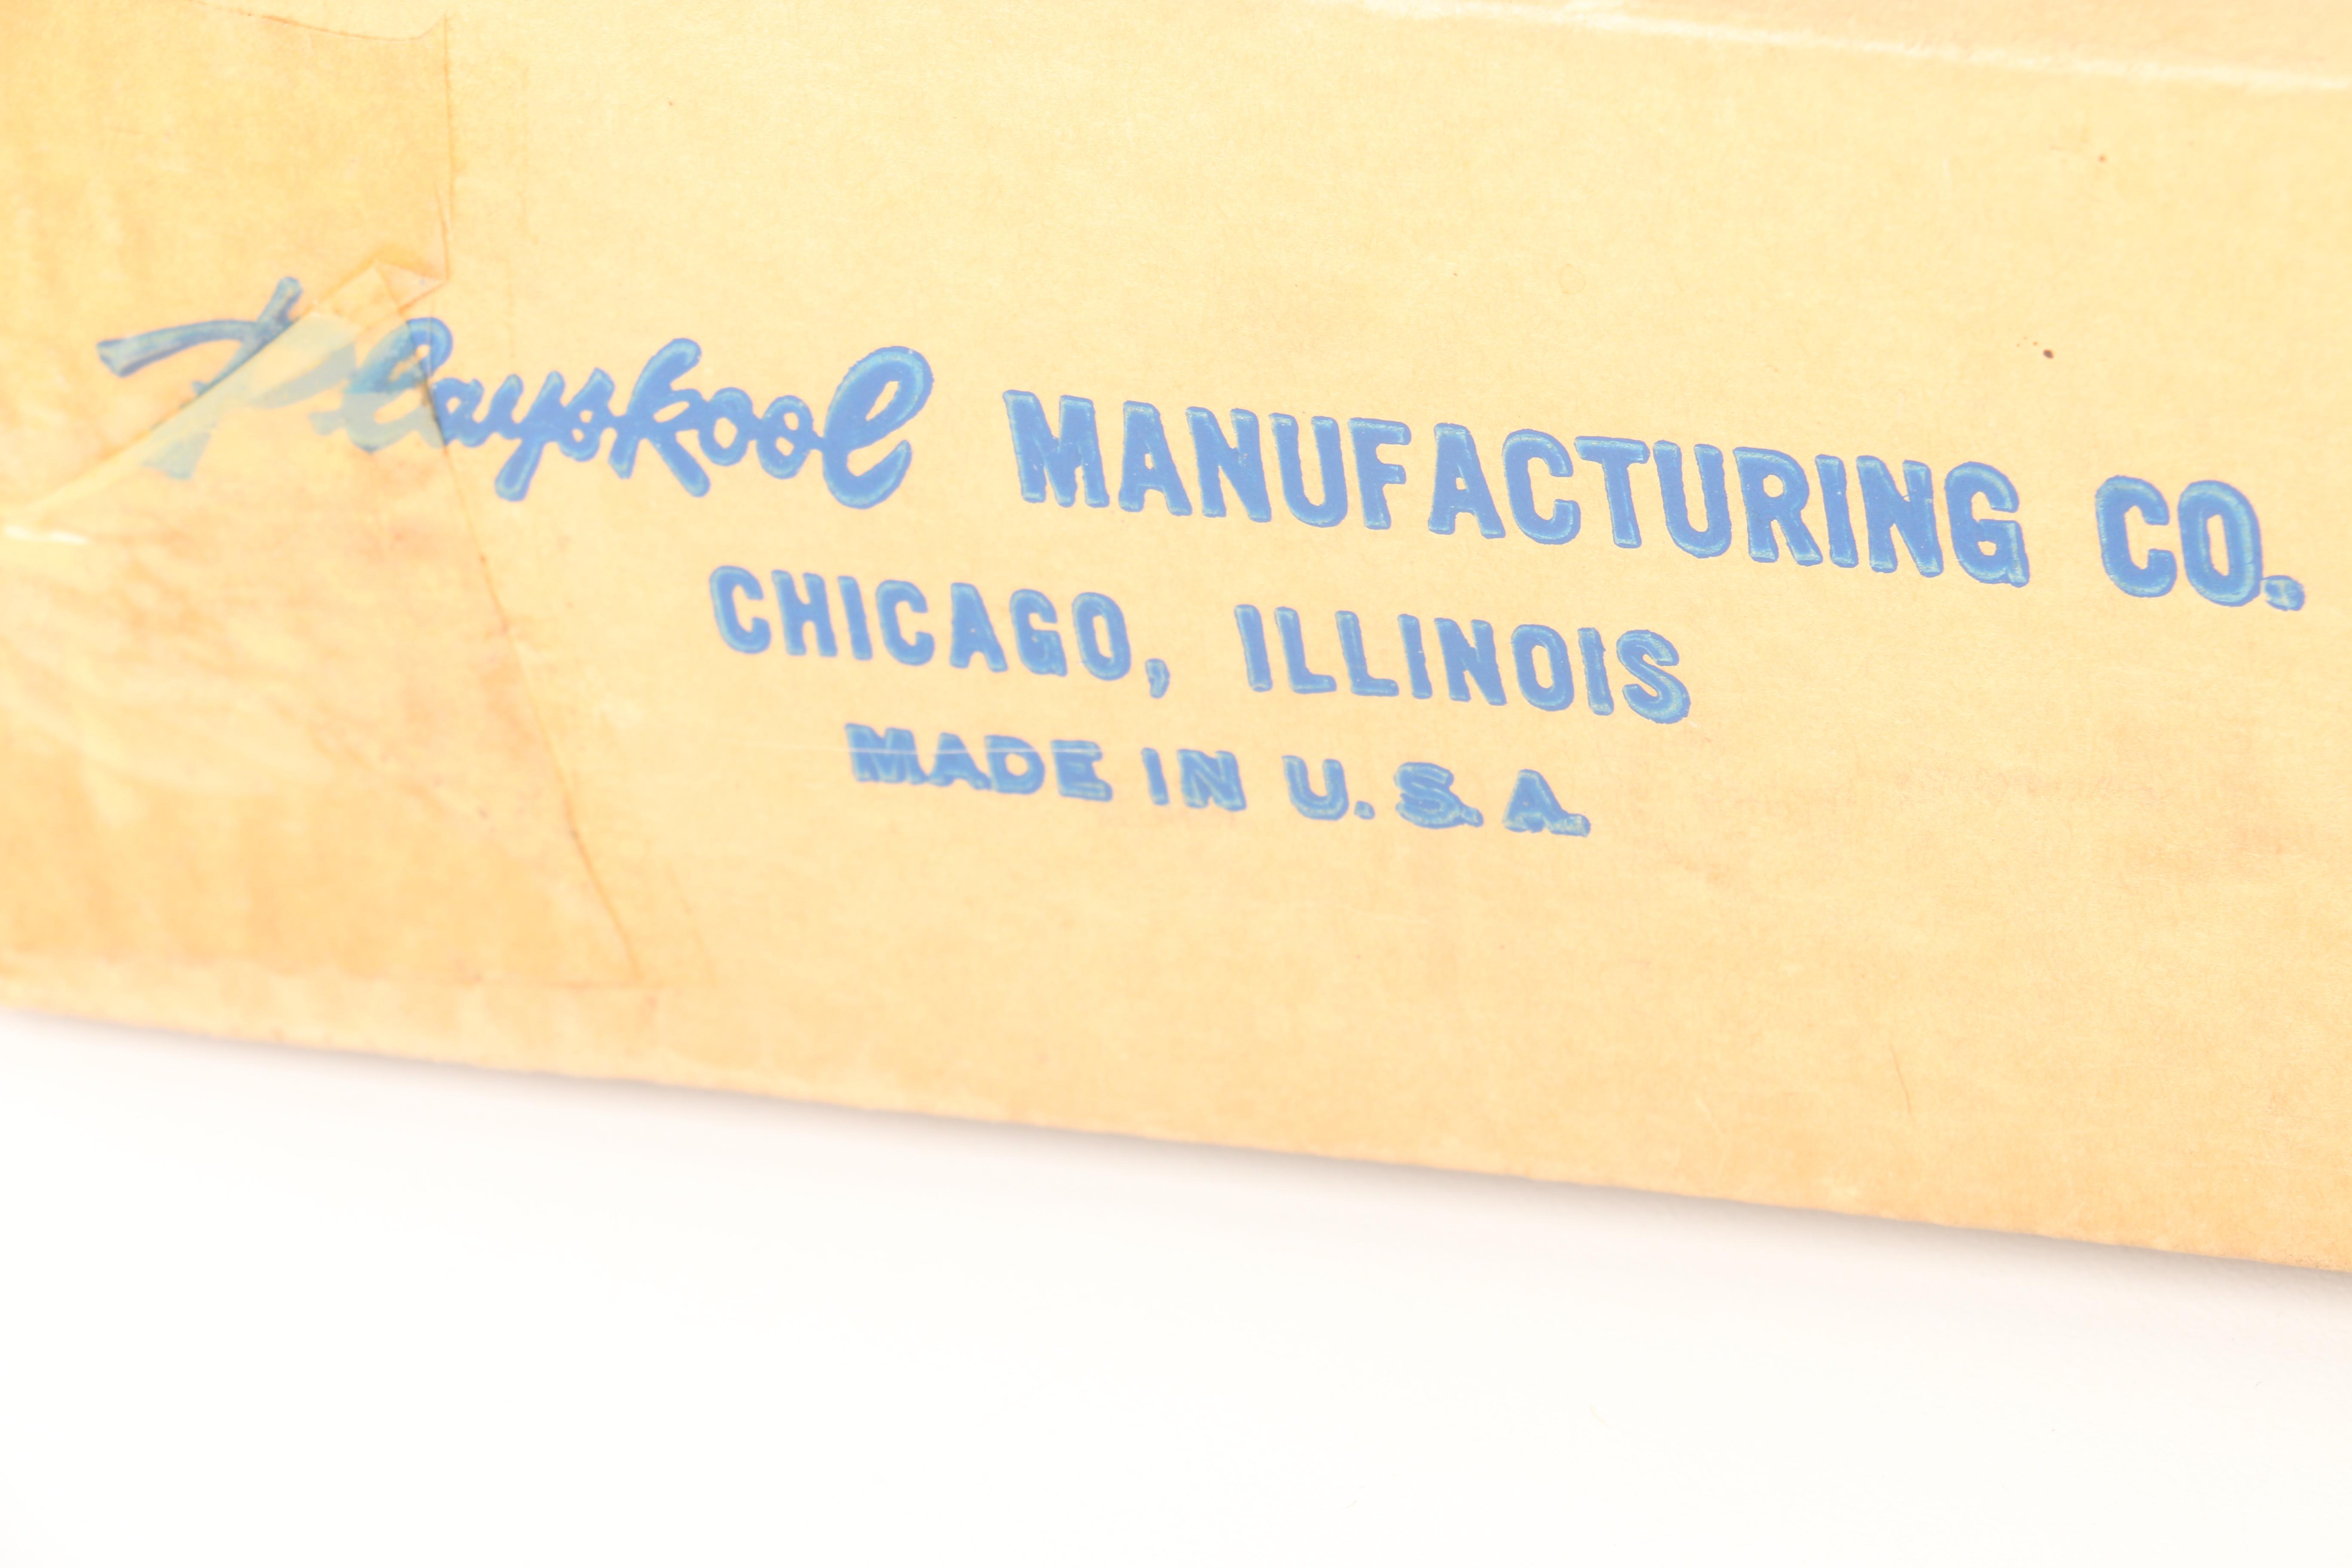 Playskool MANUFACTURING CO.
CHICAGO, ILLINOIS
MADE IN U.S.A.